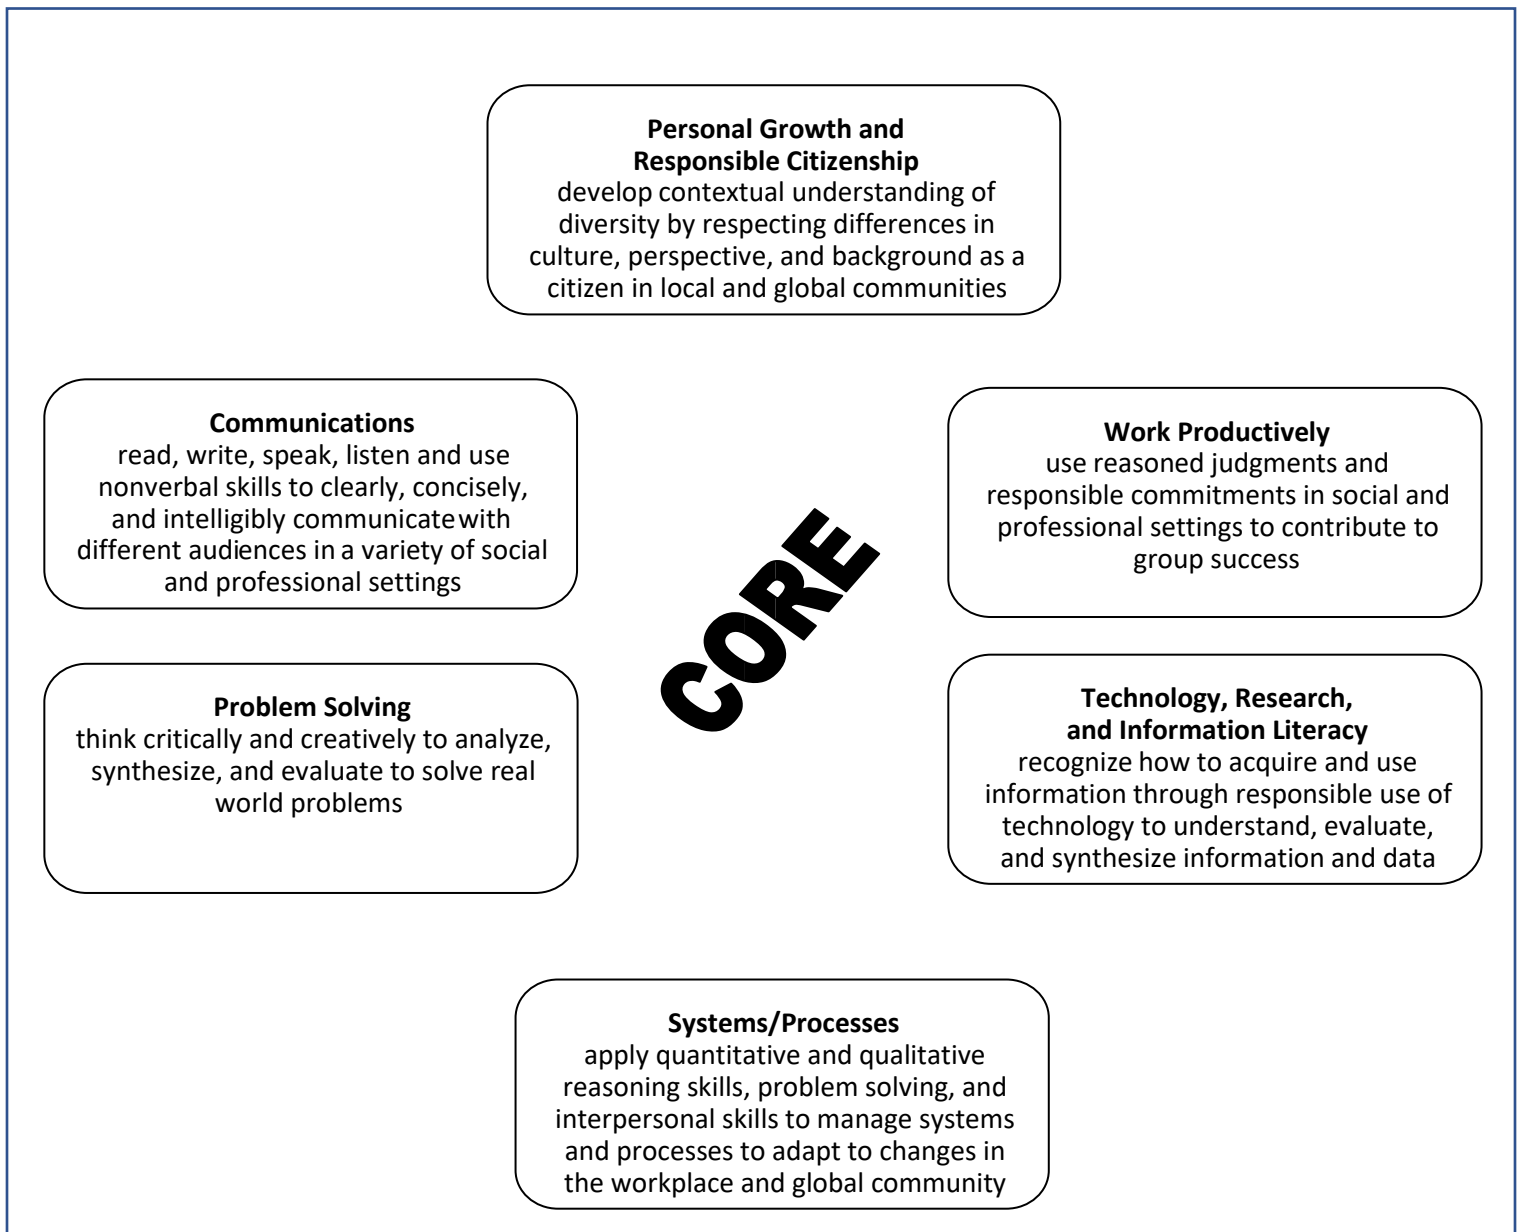 Personal Growth and
Responsible Citizenship
develop contextual understanding of
diversity by respecting differences in
culture, perspective, and background as a
citizen in local and global communities
Communications
read, write, speak, listen and use
nonverbal skills to clearly, concisely,
and intelligibly communicate with
different audiences in a variety of social
and professional settings
Work Productively
use reasoned judgments and
responsible commitments in social and
professional settings to contribute to
group success
CORE
Problem Solving
think critically and creatively to analyze,
synthesize, and evaluate to solve real
world problems
Technology, Research,
and Information Literacy
recognize how to acquire and use
information through responsible use of
technology to understand, evaluate,
and synthesize information and data
Systems/Processes
apply quantitative and qualitative
reasoning skills, problem solving, and
interpersonal skills to manage systems
and processes to adapt to changes in
the workplace and global community